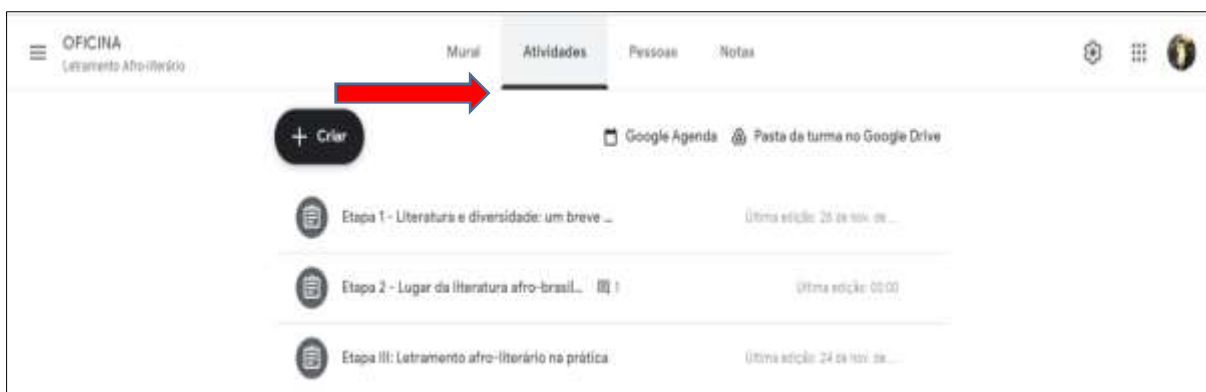 OFICINA
Letramento Afro-literário
Mural Atividades Pessoas Notas
+ Criar
Google Agenda Pasta da turma no Google Drive
Etapa 1 - Literatura e diversidade: um breve ... Última edição: 26 de nov. de ...
Etapa 2 - Lugar da literatura afro-brasil... 1 Última edição: 00:00
Etapa III: Letramento afro-literário na prática Última edição: 24 de nov. de ...